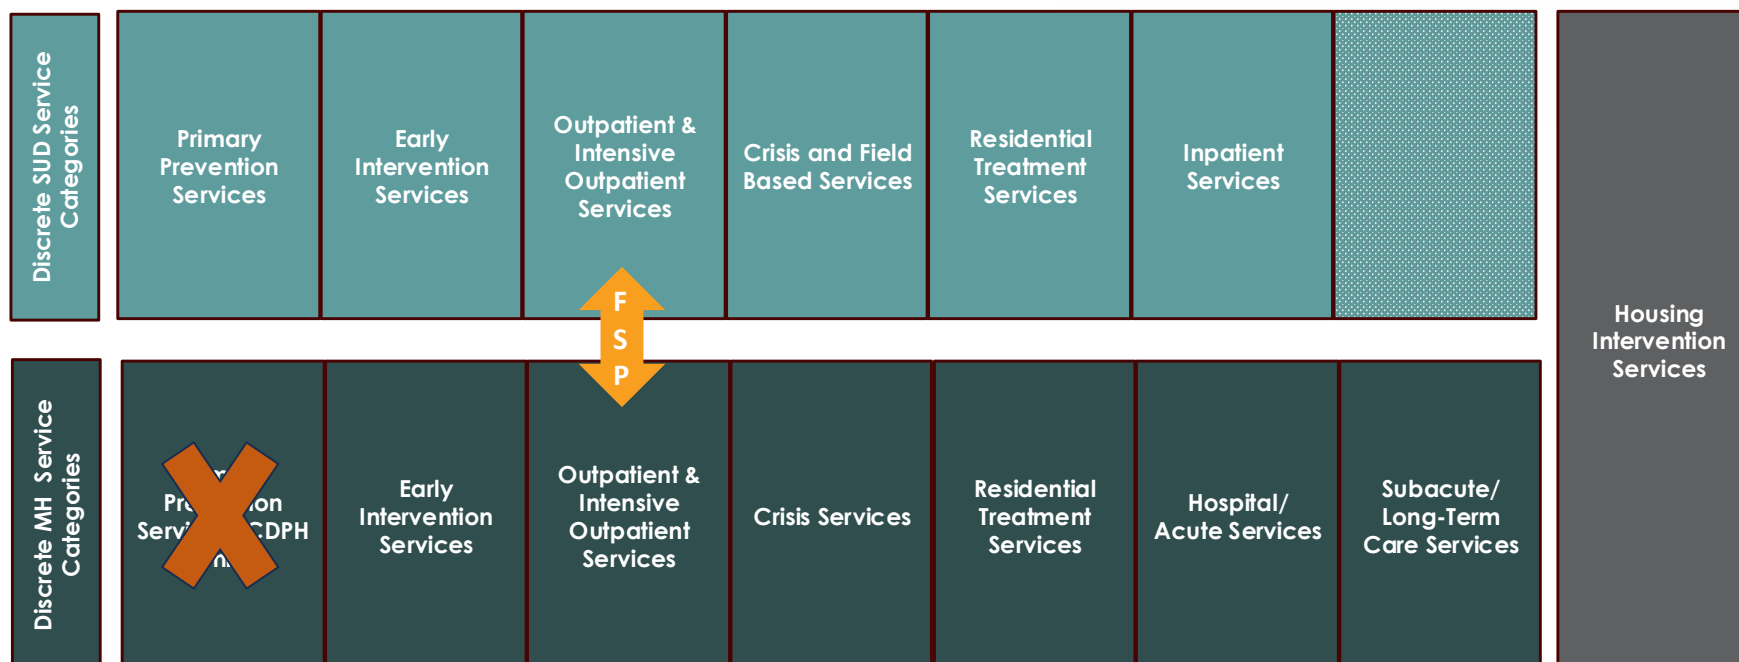 Discrete SUD Service
Categories
Primary
Prevention
Services
Early
Intervention
Services
Outpatient &
Intensive
Outpatient
Services
Crisis and Field
Based Services
Residential
Treatment
Services
Inpatient
Services
F
S
P
Housing
Intervention
Services
Discrete MH Service
Categories
CDPH
Early
Intervention
Services
Outpatient &
Intensive
Outpatient
Services
Crisis Services
Residential
Treatment
Services
Hospital/
Acute Services
Subacute/
Long-Term
Care Services